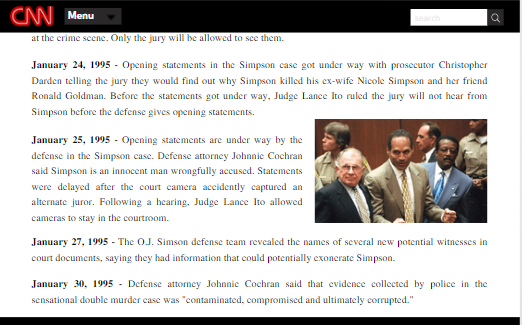 CNN
Menu
search
at the crime scene. Only the jury will be allowed to see them.
January 24, 1995 - Opening statements in the Simpson case got under way with prosecutor Christopher
Darden telling the jury they would find out why Simpson killed his ex-wife Nicole Simpson and her friend
Ronald Goldman. Before the statements got under way, Judge Lance Ito ruled the jury will not hear from
Simpson before the defense gives opening statements.
January 25, 1995 - Opening statements are under way by the
defense in the Simpson case. Defense attorney Johnnie Cochran
said Simpson is an innocent man wrongfully accused. Statements
were delayed after the court camera accidently captured an
alternate juror. Following a hearing, Judge Lance Ito allowed
cameras to stay in the courtroom.
January 27, 1995 - The O.J. Simson defense team revealed the names of several new potential witnesses in
court documents, saying they had information that could potentially exonerate Simpson.
January 30, 1995 - Defense attorney Johnnie Cochran said that evidence collected by police in the
sensational double murder case was "contaminated, compromised and ultimately corrupted."